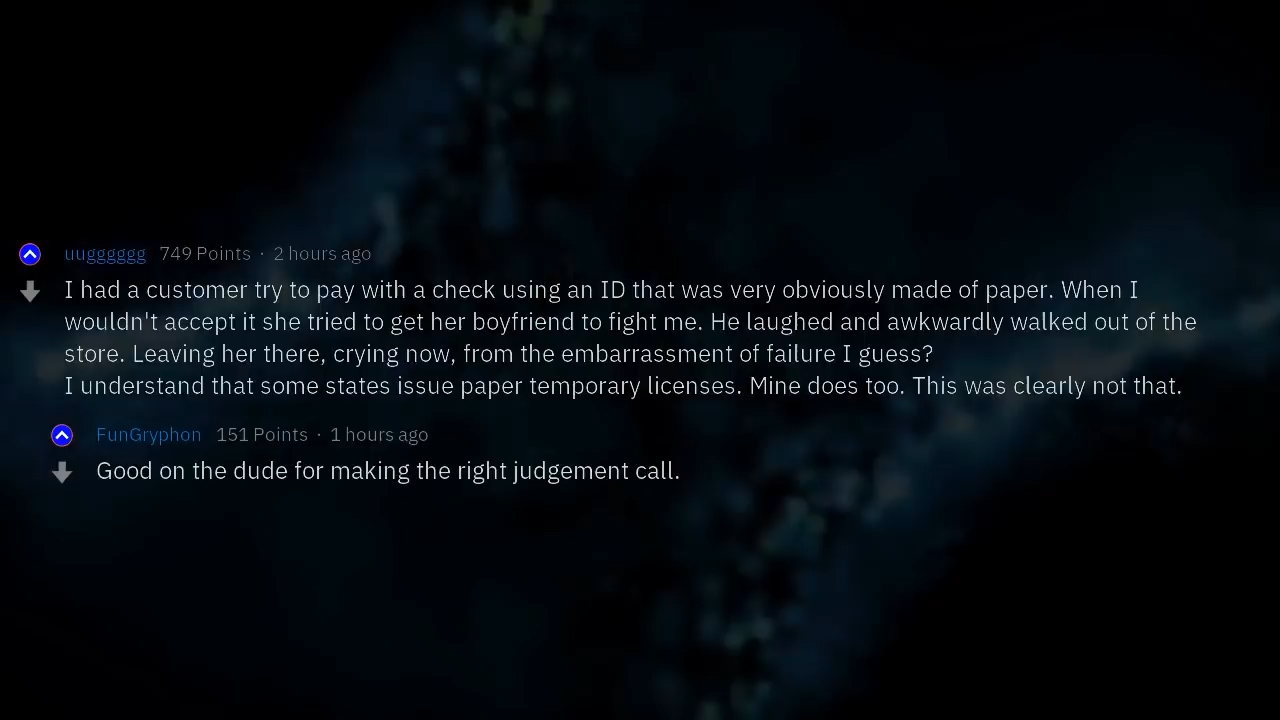 uugggggg 749 Points · 2 hours ago
I had a customer try to pay with a check using an ID that was very obviously made of paper. When I
wouldn't accept it she tried to get her boyfriend to fight me. He laughed and awkwardly walked out of the
store. Leaving her there, crying now, from the embarrassment of failure I guess?
I understand that some states issue paper temporary licenses. Mine does too. This was clearly not that.
FunGryphon 151 Points · 1 hours ago
Good on the dude for making the right judgement call.